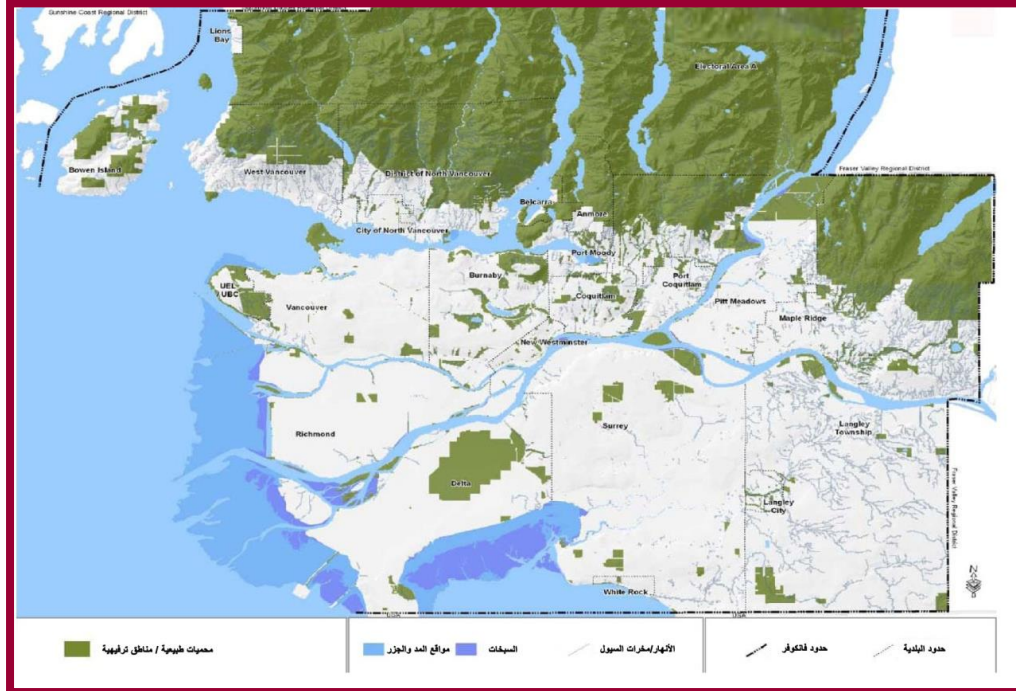 Sunshine Coast Regional District
Lions
Bay
Electoral Area A
Bowen Island
Fraser Valley Regional District
West Vancouver
District of North Vancouver
Belcarra
Anmore
City of North Vancouver
Port Moody
UEL
UBC
Burnaby
Port
Coquitlam
Vancouver
Coquitlam
Pitt Meadows
Maple Ridge
New Westminster
Richmond
Surrey
Langley
Township
Delta
Langley
City
Fraser Valley Regional District
White Rock
USA
USA
N
حدود البلدية
حدود فانكوفر
الأنهار/مخرات السيول
السبخات
مواقع المد والجزر
محميات طبيعية / مناطق ترفيهية